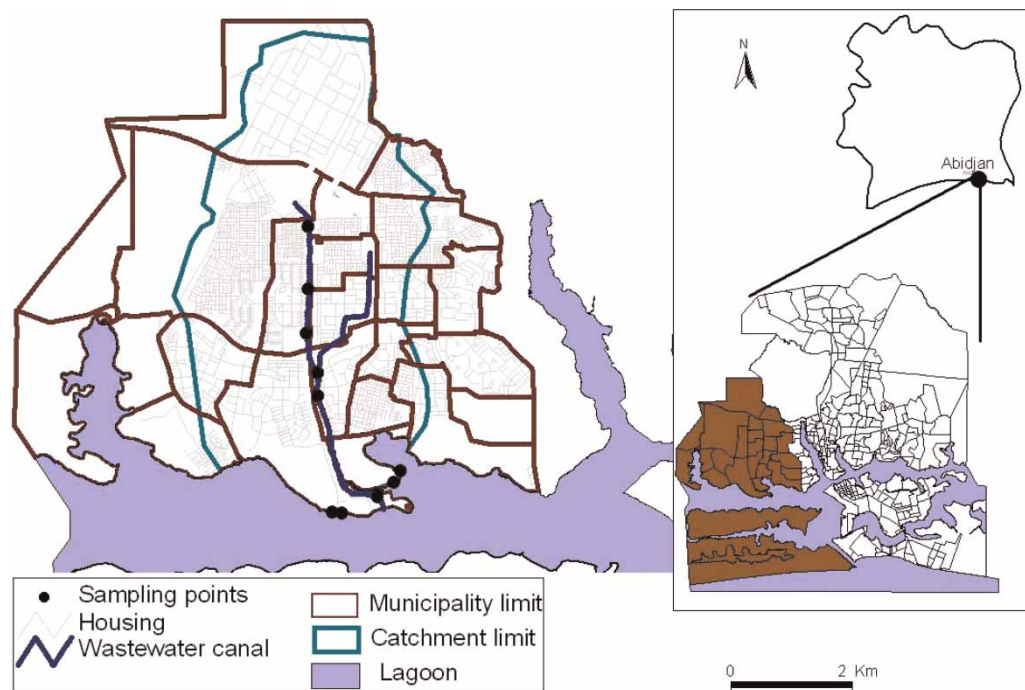 N
Abidjan
Sampling points
Housing
Wastewater canal
Municipality limit
Catchment limit
Lagoon
0 2 Km